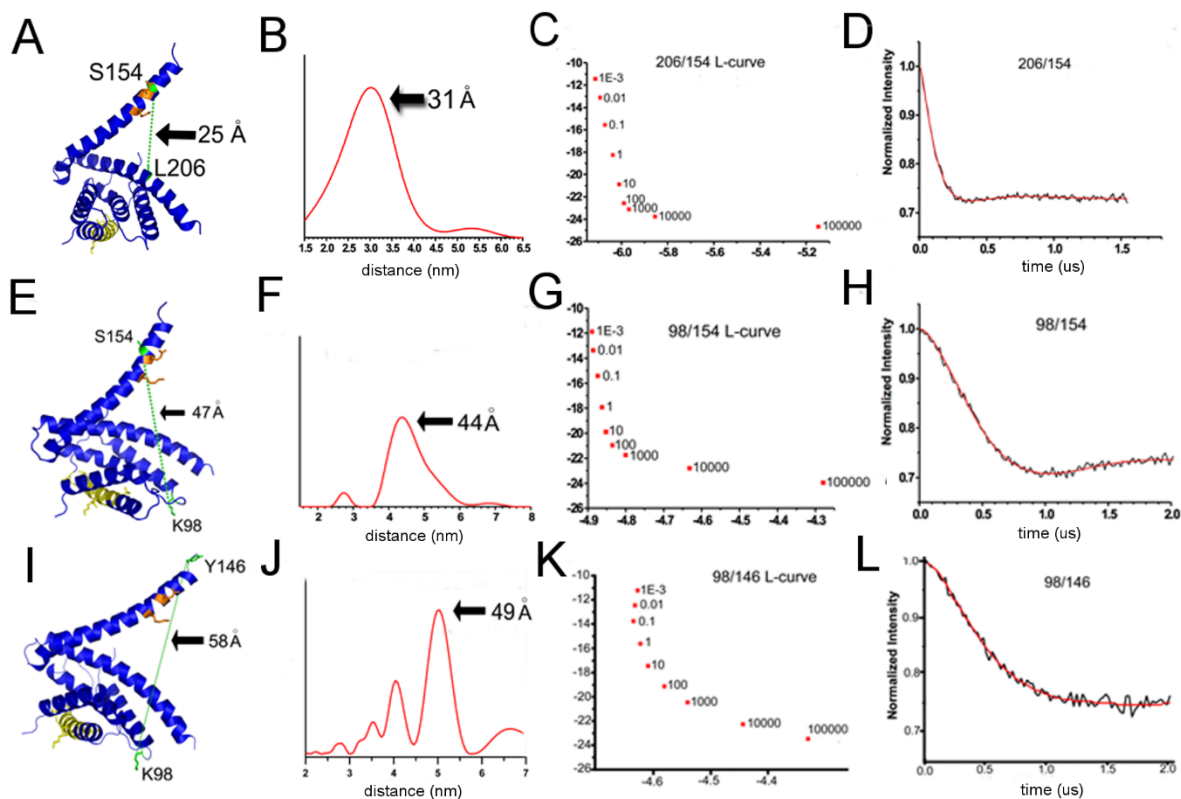 A
S154
25 Å
L206
B
31 Å
1.5 2.0 2.5 3.0 3.5 4.0 4.5 5.0 5.5 6.0 6.5
distance (nm)
C
206/154 L-curve
-10
-12
-14
-16
-18
-20
-22
-24
-26
1E-3
0.01
0.1
1
10
100
1000
10000
100000
-6.0 -5.8 -5.6 -5.4 -5.2
D
206/154
Normalized Intensity
1.0
0.9
0.8
0.7
0.0 0.5 1.0 1.5
time (us)
E
S154
47 Å
K98
F
44 Å
2 3 4 5 6 7 8
distance (nm)
G
98/154 L-curve
-10
-12
-14
-16
-18
-20
-22
-24
-26
1E-3
0.01
0.1
1
10
100
1000
10000
100000
-4.9 -4.8 -4.7 -4.6 -4.5 -4.4 -4.3
H
98/154
Normalized Intensity
1.0
0.9
0.8
0.7
0.0 0.5 1.0 1.5 2.0
time (us)
I
Y146
58 Å
K98
J
49 Å
2 3 4 5 6 7
distance (nm)
K
98/146 L-curve
-10
-12
-14
-16
-18
-20
-22
-24
-26
1E-3
0.01
0.1
1
10
100
1000
10000
100000
-4.6 -4.5 -4.4
L
98/146
Normalized Intensity
1.0
0.9
0.8
0.7
0.0 0.5 1.0 1.5 2.0
time (us)